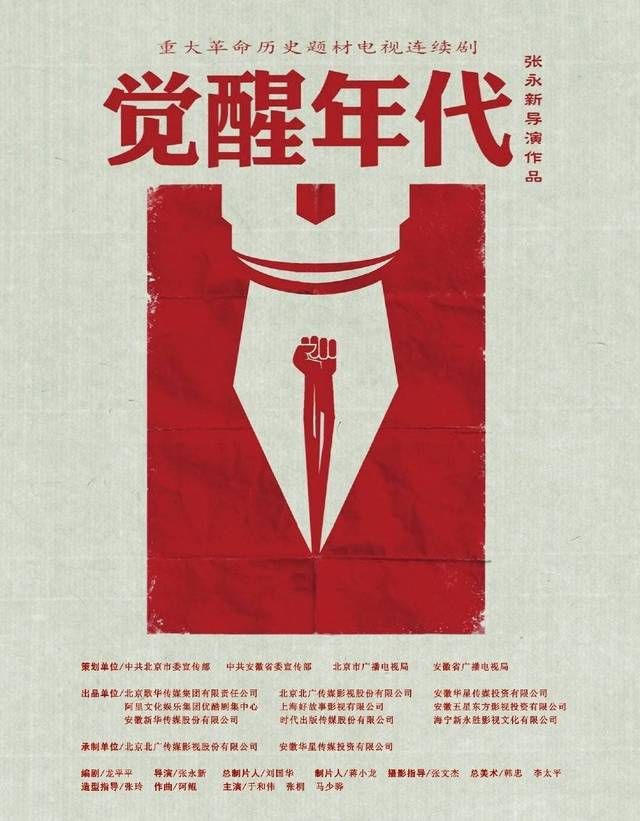 重大革命历史题材电视连续剧
觉醒年代
张永新导演作品
策划单位/中共北京市委宣传部 中共安徽省委宣传部 北京市广播电视局 安徽省广播电视局
出品单位/北京歌华传媒集团有限责任公司 北京北广传媒影视股份有限公司 安徽华星传媒投资有限公司
阿里文化娱乐集团优酷剧集中心 上海好故事影视有限公司 安徽五星东方影视投资有限公司
安徽新华传媒股份有限公司 时代出版传媒股份有限公司 海宁新永胜影视文化有限公司
承制单位/北京北广传媒影视股份有限公司 安徽华星传媒投资有限公司
编剧/龙平平 导演/张永新 总制片人/刘国华 制片人/蒋小龙 摄影指导/张文杰 总美术/韩忠 李太平
造型指导/张玲 作曲/阿鲲 主演/于和伟 张桐 马少骅